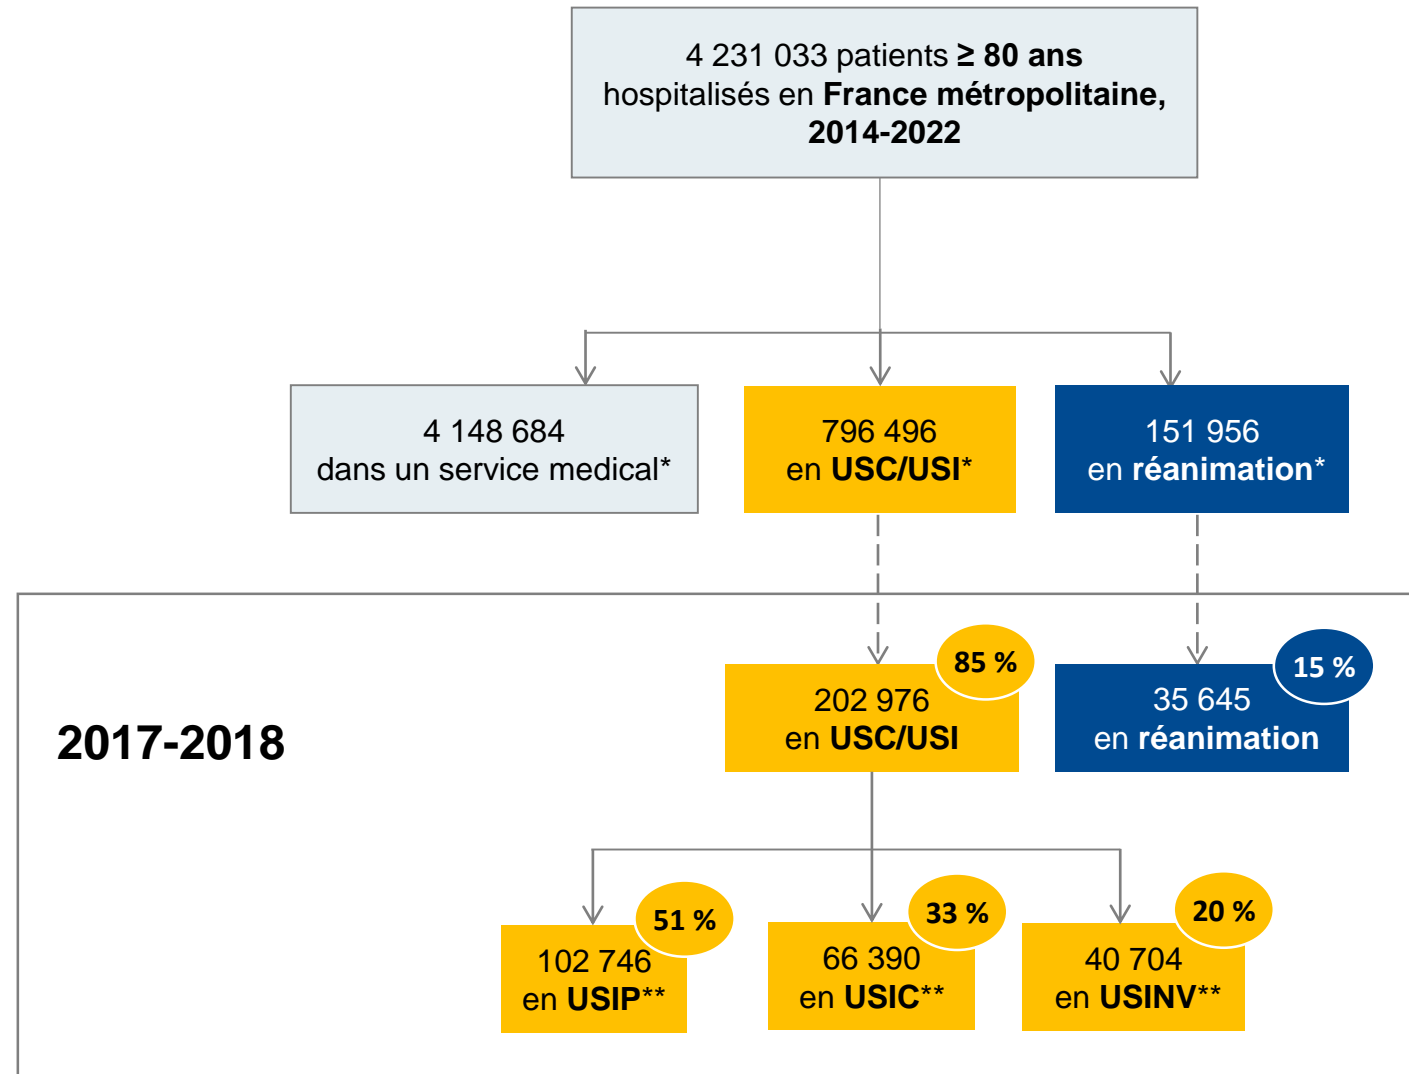 4 231 033 patients ≥ 80 ans
hospitalisés en France métropolitaine,
2014-2022
4 148 684
dans un service medical*
796 496
en USC/USI*
151 956
en réanimation*
2017-2018
85 %
202 976
en USC/USI
15 %
35 645
en réanimation
51 %
102 746
en USIP**
33 %
66 390
en USIC**
20 %
40 704
en USINV**